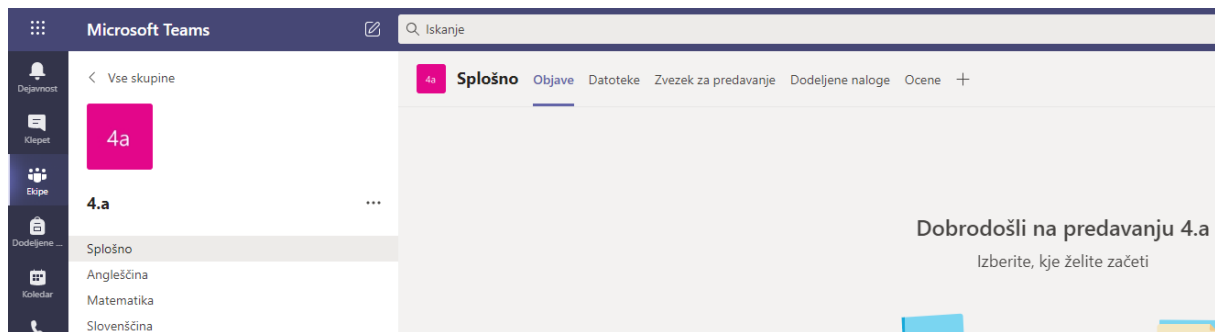 Microsoft Teams
Iskanje
Dejavnost
Klepet
Ekipe
Dodeljene ...
Koledar
Vse skupine
4a
4.a
...
Splošno
Angleščina
Matematika
Slovenščina
4a Splošno Objave Datoteke Zvezek za predavanje Dodeljene naloge Ocene +
Dobrodošli na predavanju 4.a
Izberite, kje želite začeti